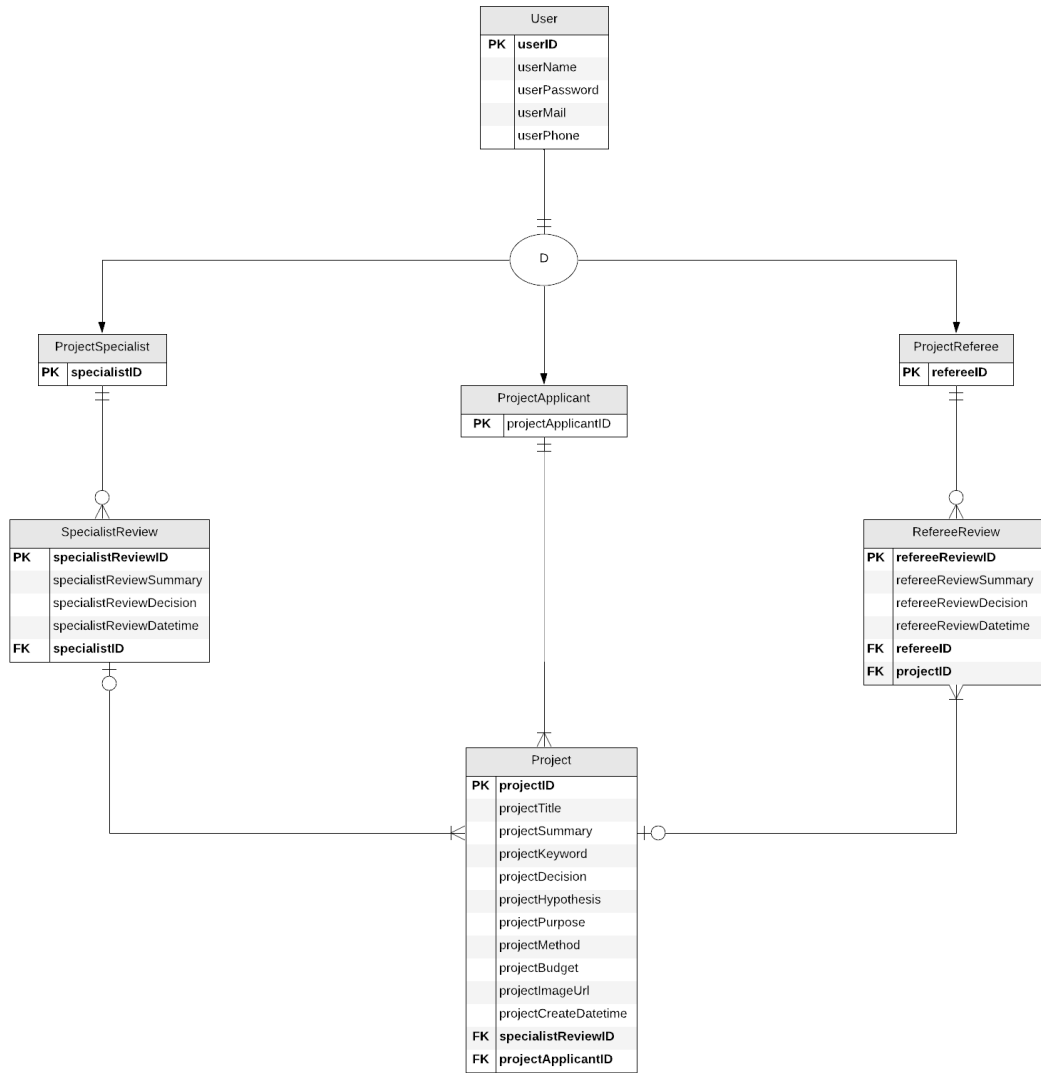 User
PK userID
userName
userPassword
userMail
userPhone
D
ProjectSpecialist
PK specialistID
ProjectApplicant
PK projectApplicantID
ProjectReferee
PK refereeID
SpecialistReview
PK specialistReviewID
specialistReviewSummary
specialistReviewDecision
specialistReviewDatetime
FK specialistID
RefereeReview
PK refereeReviewID
refereeReviewSummary
refereeReviewDecision
refereeReviewDatetime
FK refereeID
FK projectID
Project
PK projectID
projectTitle
projectSummary
projectKeyword
projectDecision
projectHypothesis
projectPurpose
projectMethod
projectBudget
projectImageUrl
projectCreateDatetime
FK specialistReviewID
FK projectApplicantID